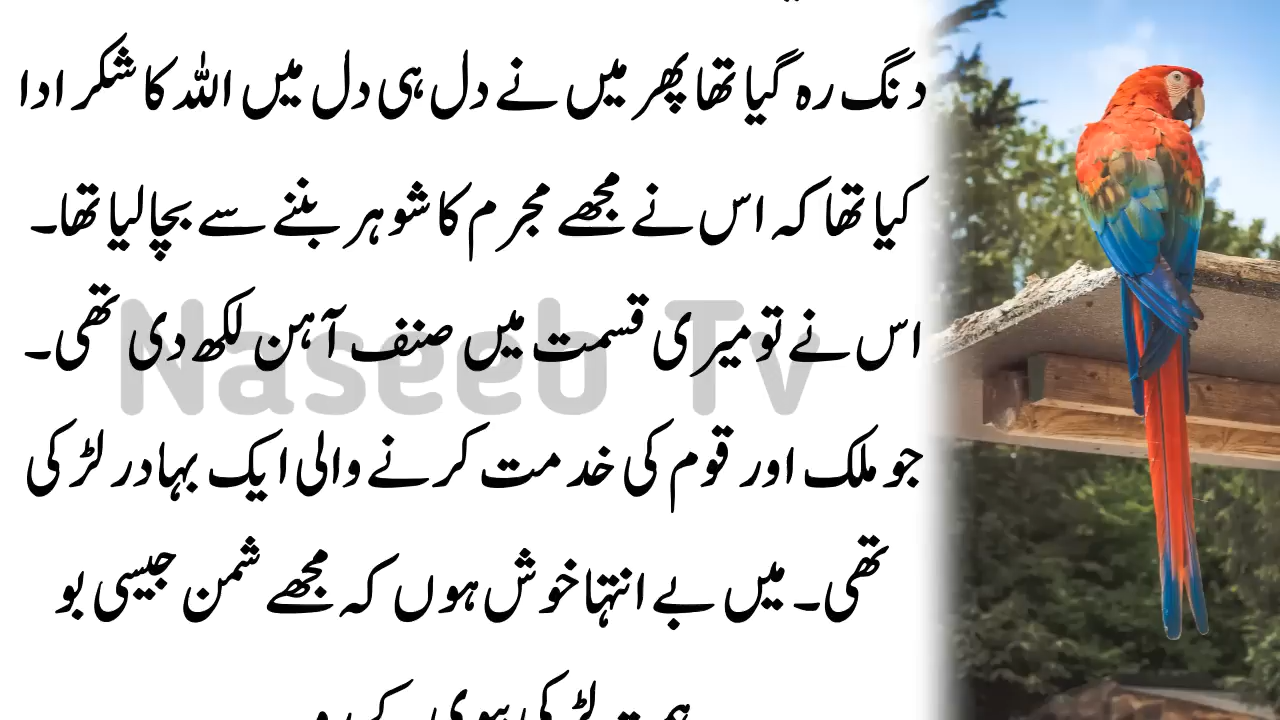 دنگ رہ گیا تھا پھر میں نے دل ہی دل میں اللہ کا شکر ادا
کیا تھا کہ اس نے مجھے مجرم کا شوہر بننے سے بچا لیا تھا۔
اس نے تو میری قسمت میں صنف آہن لکھ دی تھی۔
Naseeb Tv
جو ملک اور قوم کی خدمت کرنے والی ایک بہادر لڑکی
تھی۔ میں بے انتہا خوش ہوں کہ مجھے شمن جیسی بو